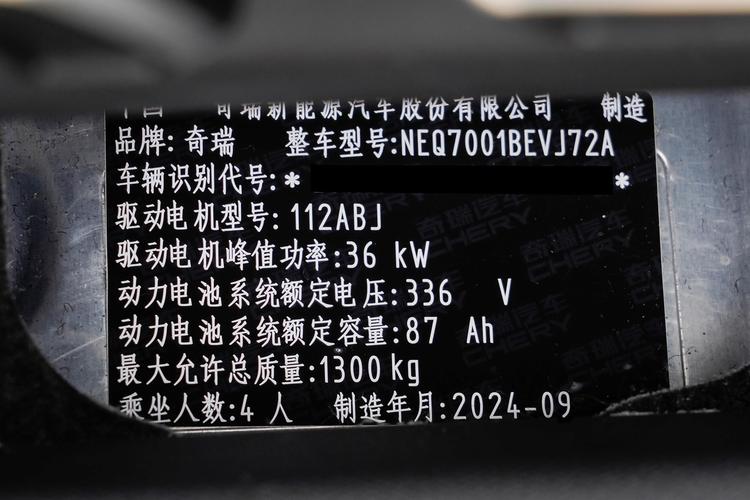 中国 奇瑞新能源汽车股份有限公司 制造
品牌: 奇瑞 整车型号:NEQ7001BEVJ72A
车辆识别代号:* *
驱动电机型号: 112ABJ
驱动电机峰值功率:36 kW
动力电池系统额定电压:336 V
动力电池系统额定容量:87 Ah
最大允许总质量:1300kg
乘坐人数:4 人 制造年月:2024-09